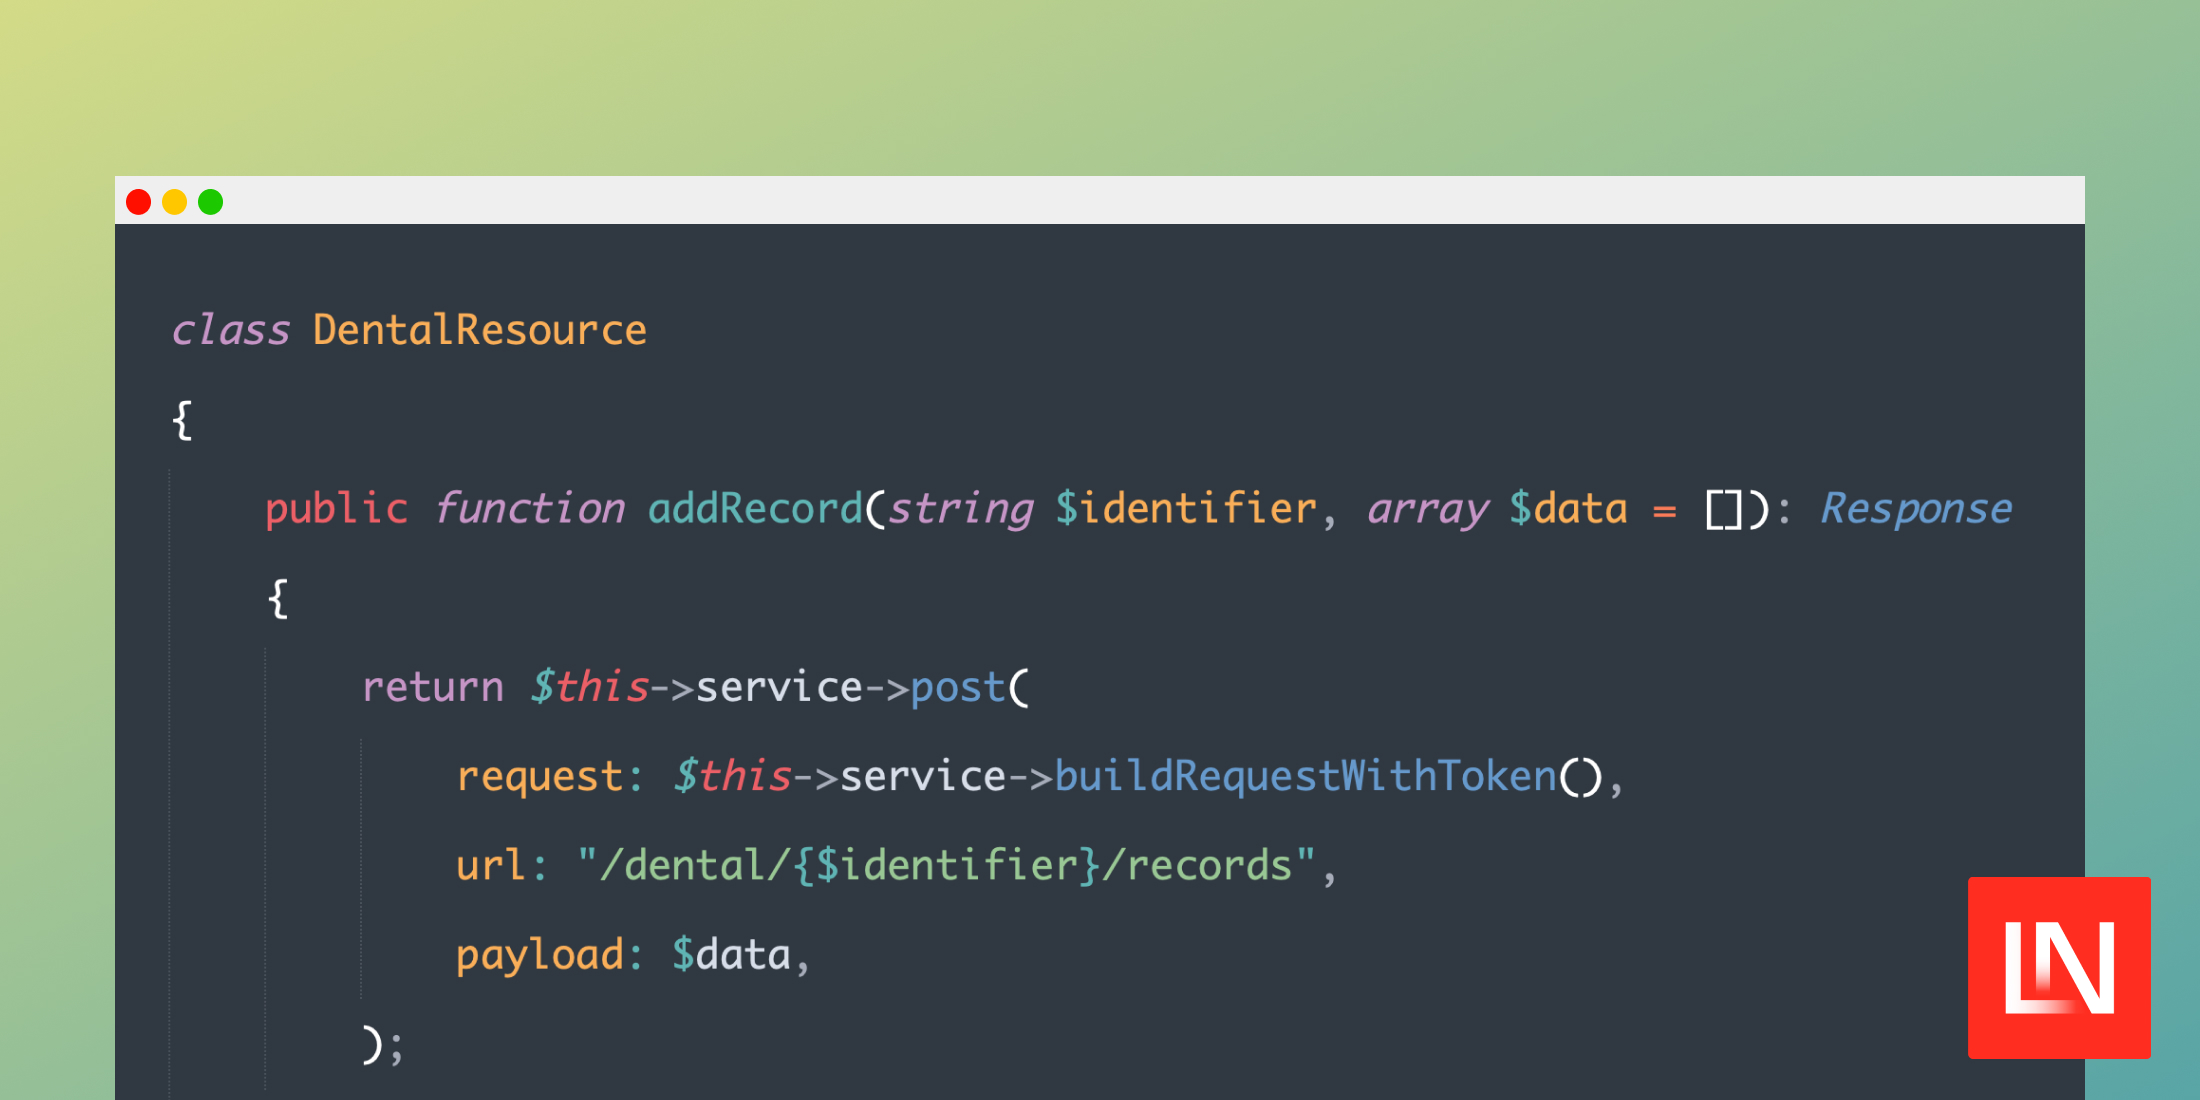 class DentalResource
{
public function addRecord(string $identifier, array $data = []): Response
{
return $this->service->post(
request: $this->service->buildRequestWithToken(),
url: "/dental/{$identifier}/records",
payload: $data,
);
LN